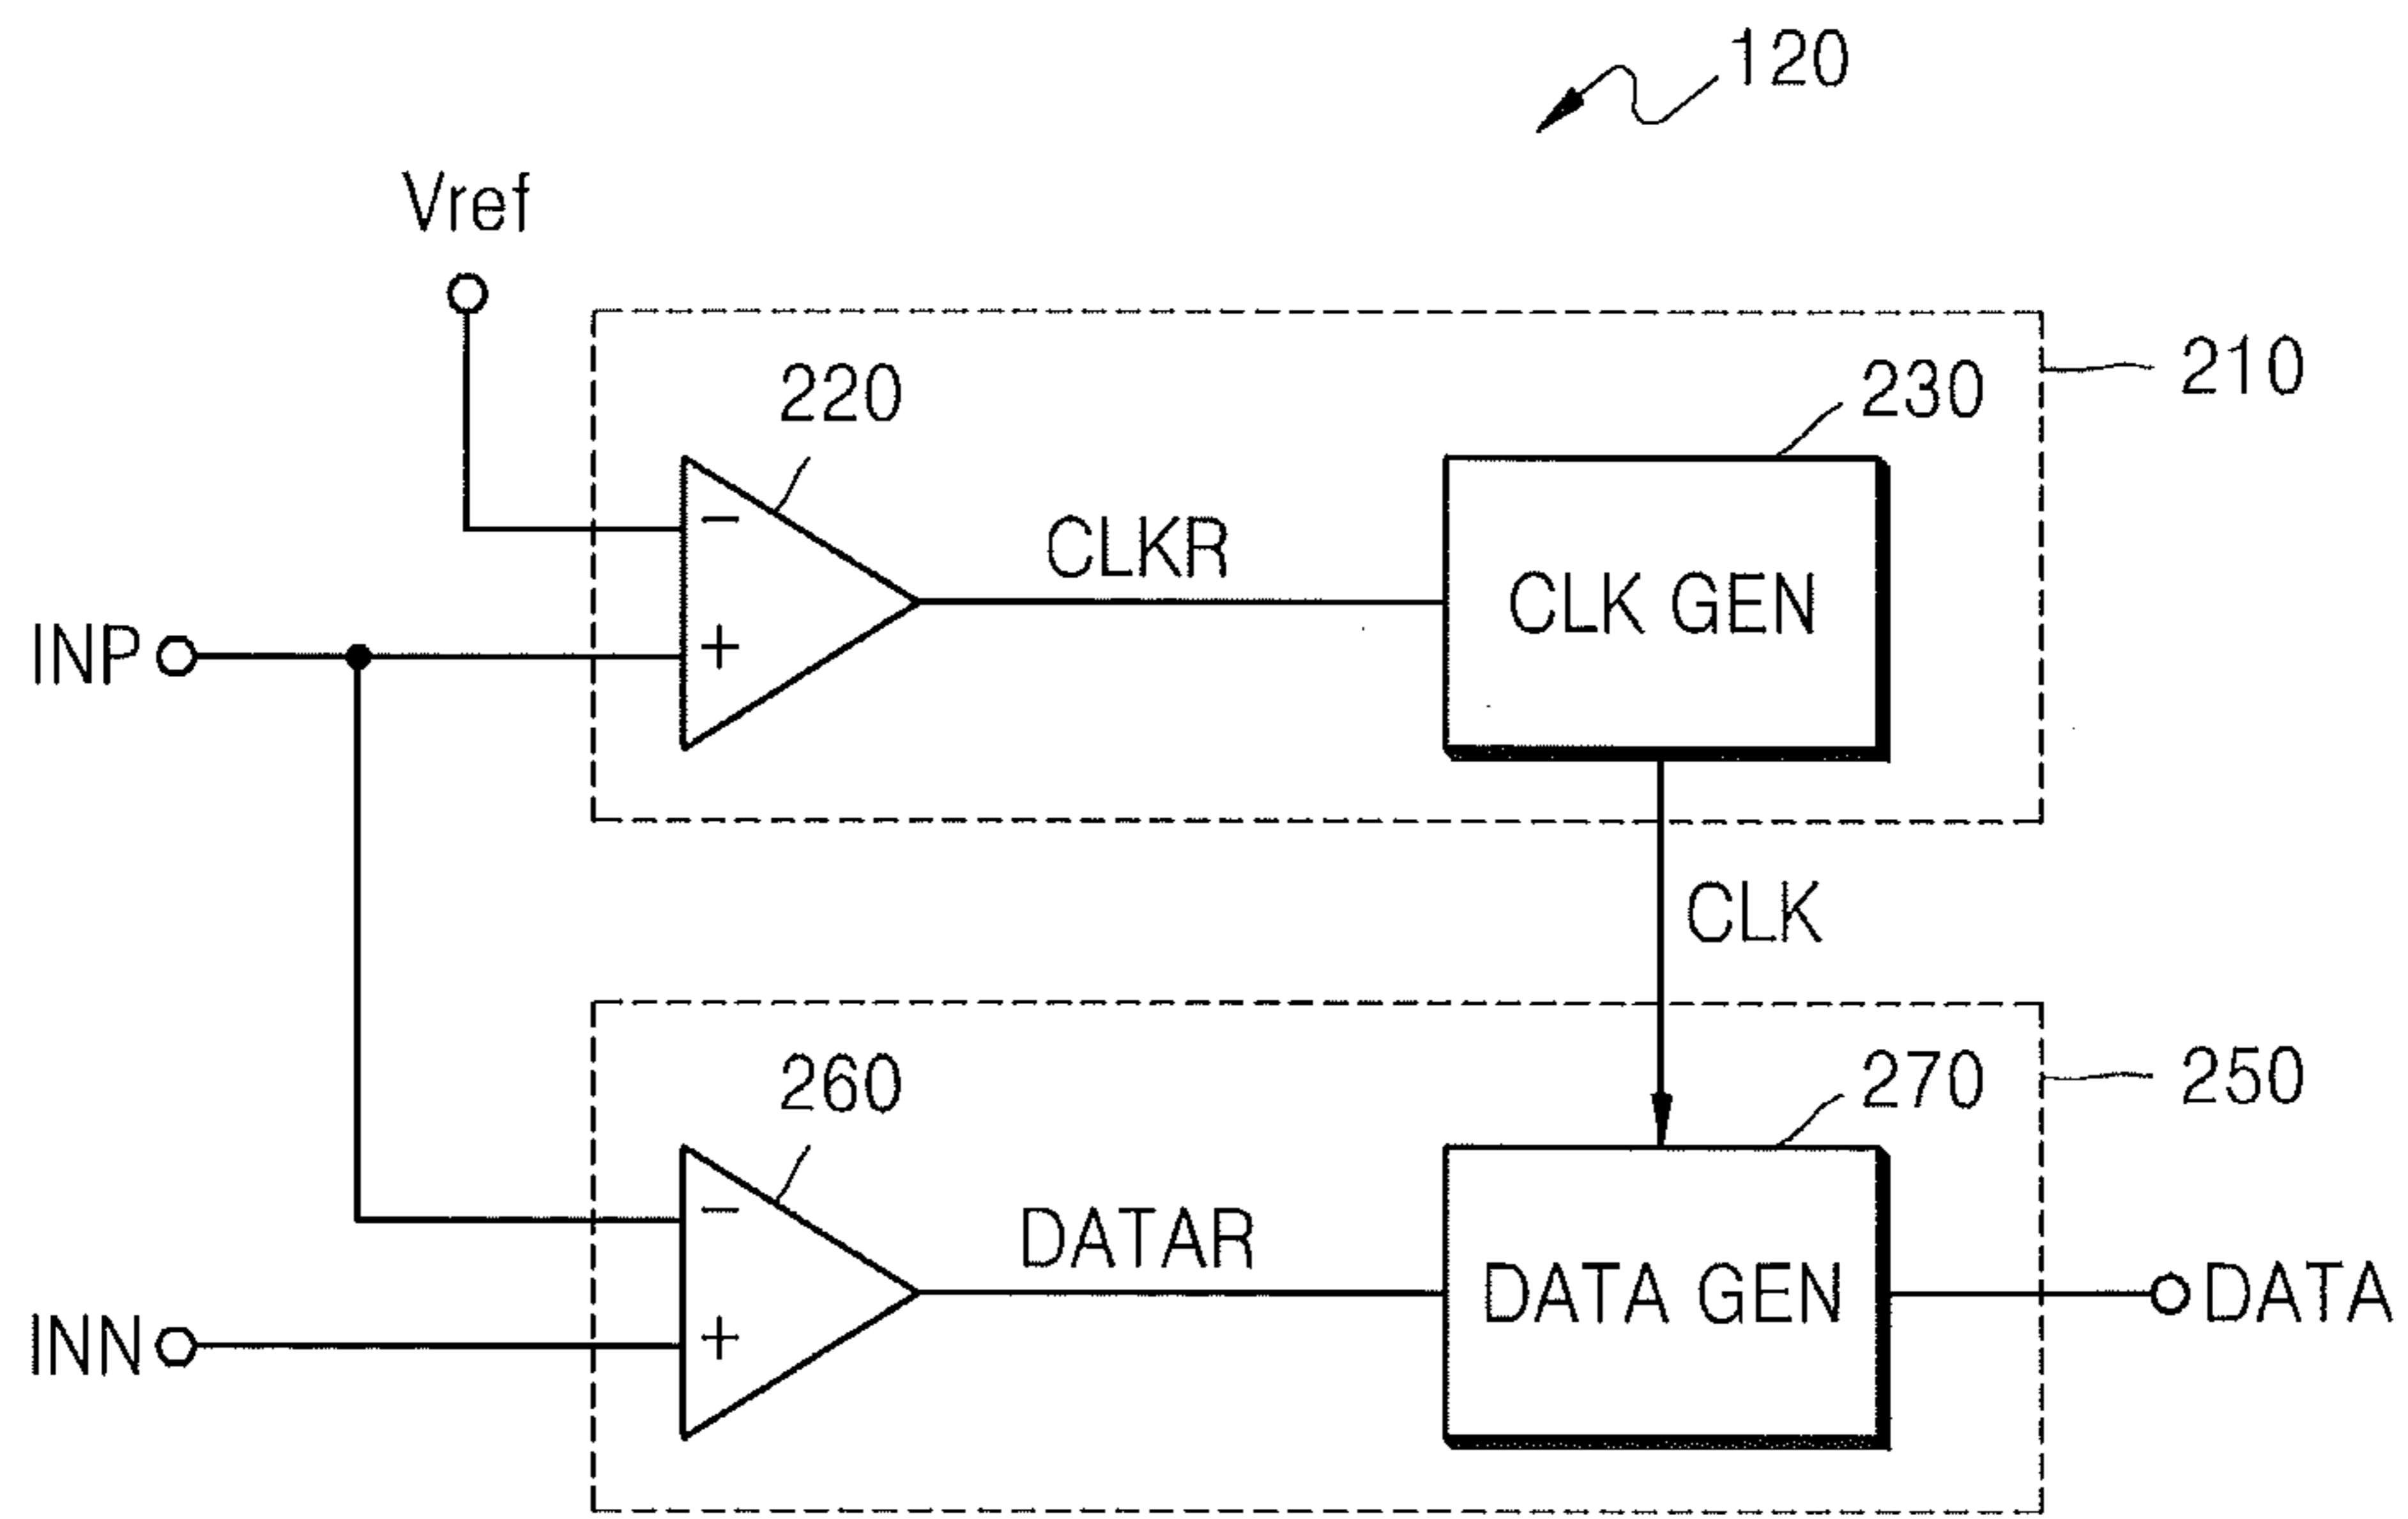 120
Vref
210
220
230
−
CLKR
CLK GEN
INP
+
CLK
250
260
270
−
DATAR
DATA GEN
DATA
INN
+